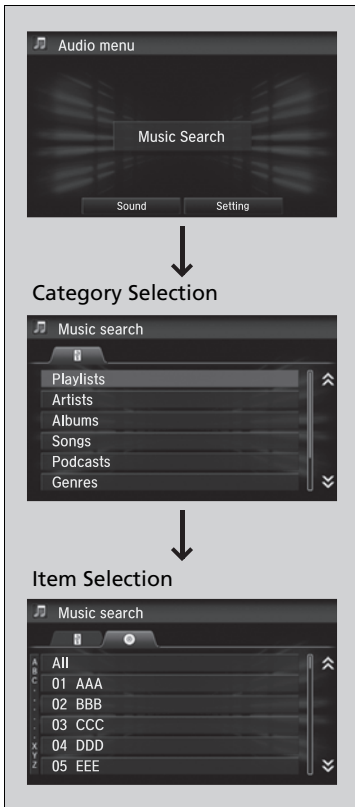 Audio menu
Music Search
Sound Setting
Category Selection
Music search
Playlists
Artists
Albums
Songs
Podcasts
Genres
Item Selection
Music search
A
B
C
X
Y
Z
All
01 AAA
02 BBB
03 CCC
04 DDD
05 EEE